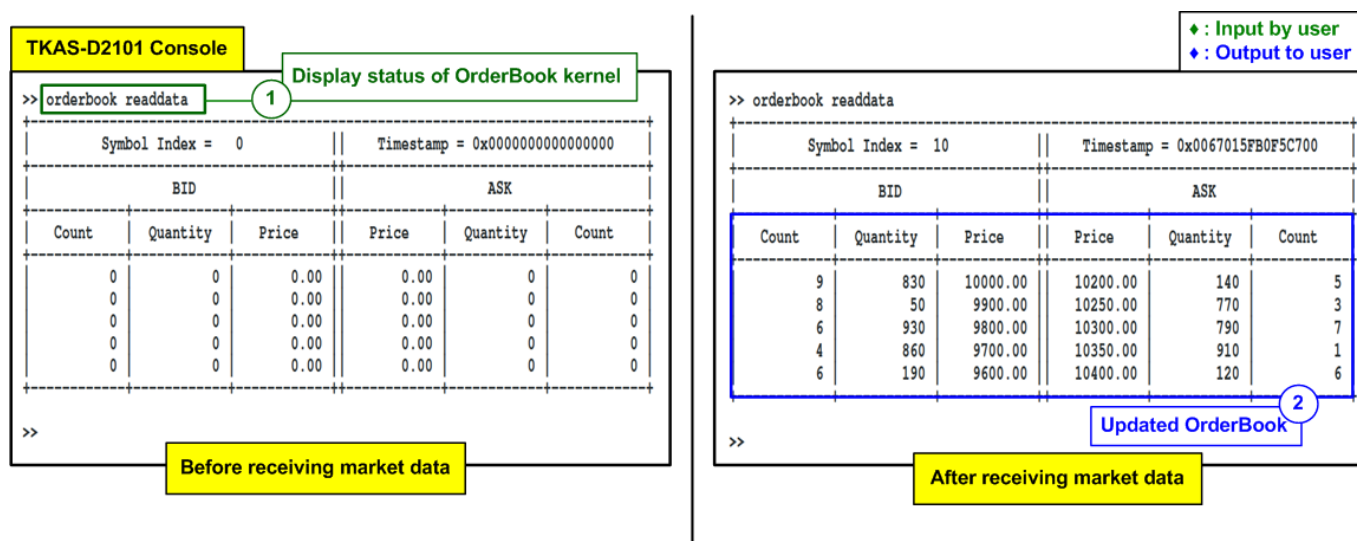 TKAS-D2101 Console
Display status of OrderBook kernel
>> orderbook readdata
1
Symbol Index = 0 || Timestamp = 0x0000000000000000
BID || ASK
Count | Quantity | Price || Price | Quantity | Count
0 | 0 | 0.00 || 0.00 | 0 | 0
0 | 0 | 0.00 || 0.00 | 0 | 0
0 | 0 | 0.00 || 0.00 | 0 | 0
0 | 0 | 0.00 || 0.00 | 0 | 0
0 | 0 | 0.00 || 0.00 | 0 | 0
>>
Before receiving market data
♦ : Input by user
♦ : Output to user
>> orderbook readdata
Symbol Index = 10 || Timestamp = 0x0067015FB0F5C700
BID || ASK
Count | Quantity | Price || Price | Quantity | Count
9 | 830 | 10000.00 || 10200.00 | 140 | 5
8 | 50 | 9900.00 || 10250.00 | 770 | 3
6 | 930 | 9800.00 || 10300.00 | 790 | 7
4 | 860 | 9700.00 || 10350.00 | 910 | 1
6 | 190 | 9600.00 || 10400.00 | 120 | 6
2
Updated OrderBook
>>
After receiving market data